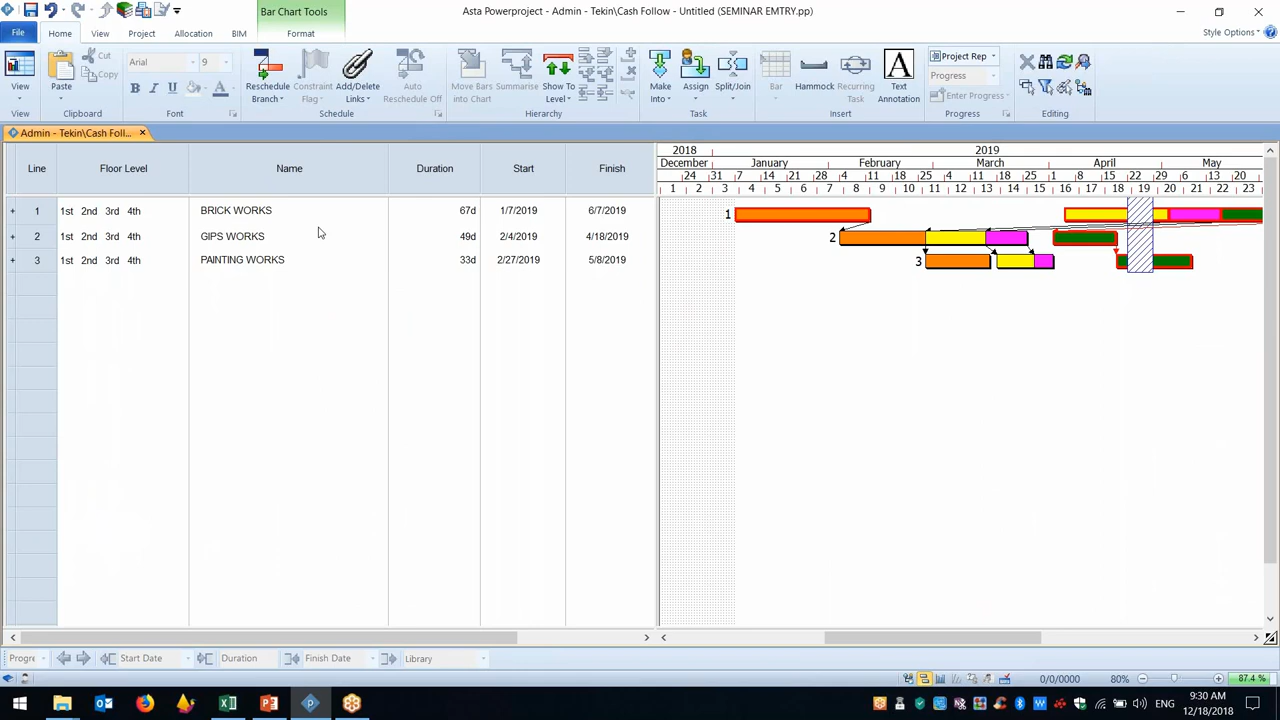 Bar Chart Tools
Asta Powerproject - Admin - Tekin\Cash Follow - Untitled (SEMINAR EMTRY.pp)
File Home View Project Allocation BIM Format Style Options
View Paste Cut Copy Arial 9 B I U A
Reschedule Branch Constraint Flag Add/Delete Links Auto Reschedule Off
Move Bars into Chart Summarise Show To Level Make Into Assign Split/Join
Bar Hammock Recurring Task Text Annotation Project Rep Progress Enter Progress
View Clipboard Font Schedule Hierarchy Task Insert Progress Editing
Admin - Tekin\Cash Foll...
Line Floor Level Name Duration Start Finish
1 1st 2nd 3rd 4th BRICK WORKS 67d 1/7/2019 6/7/2019
2 1st 2nd 3rd 4th GIPS WORKS 49d 2/4/2019 4/18/2019
3 1st 2nd 3rd 4th PAINTING WORKS 33d 2/27/2019 5/8/2019
2018 2019
December January February March April May
24 31 7 14 21 28 4 11 18 25 4 11 18 25 1 8 15 22 29 6 13 20
1 2 3 4 5 6 7 8 9 10 11 12 13 14 15 16 17 18 19 20 21 22 23
1
2
3
Progre Start Date Duration Finish Date Library
0/0/0000 80% 87.4 %
ENG 9:30 AM
12/18/2018